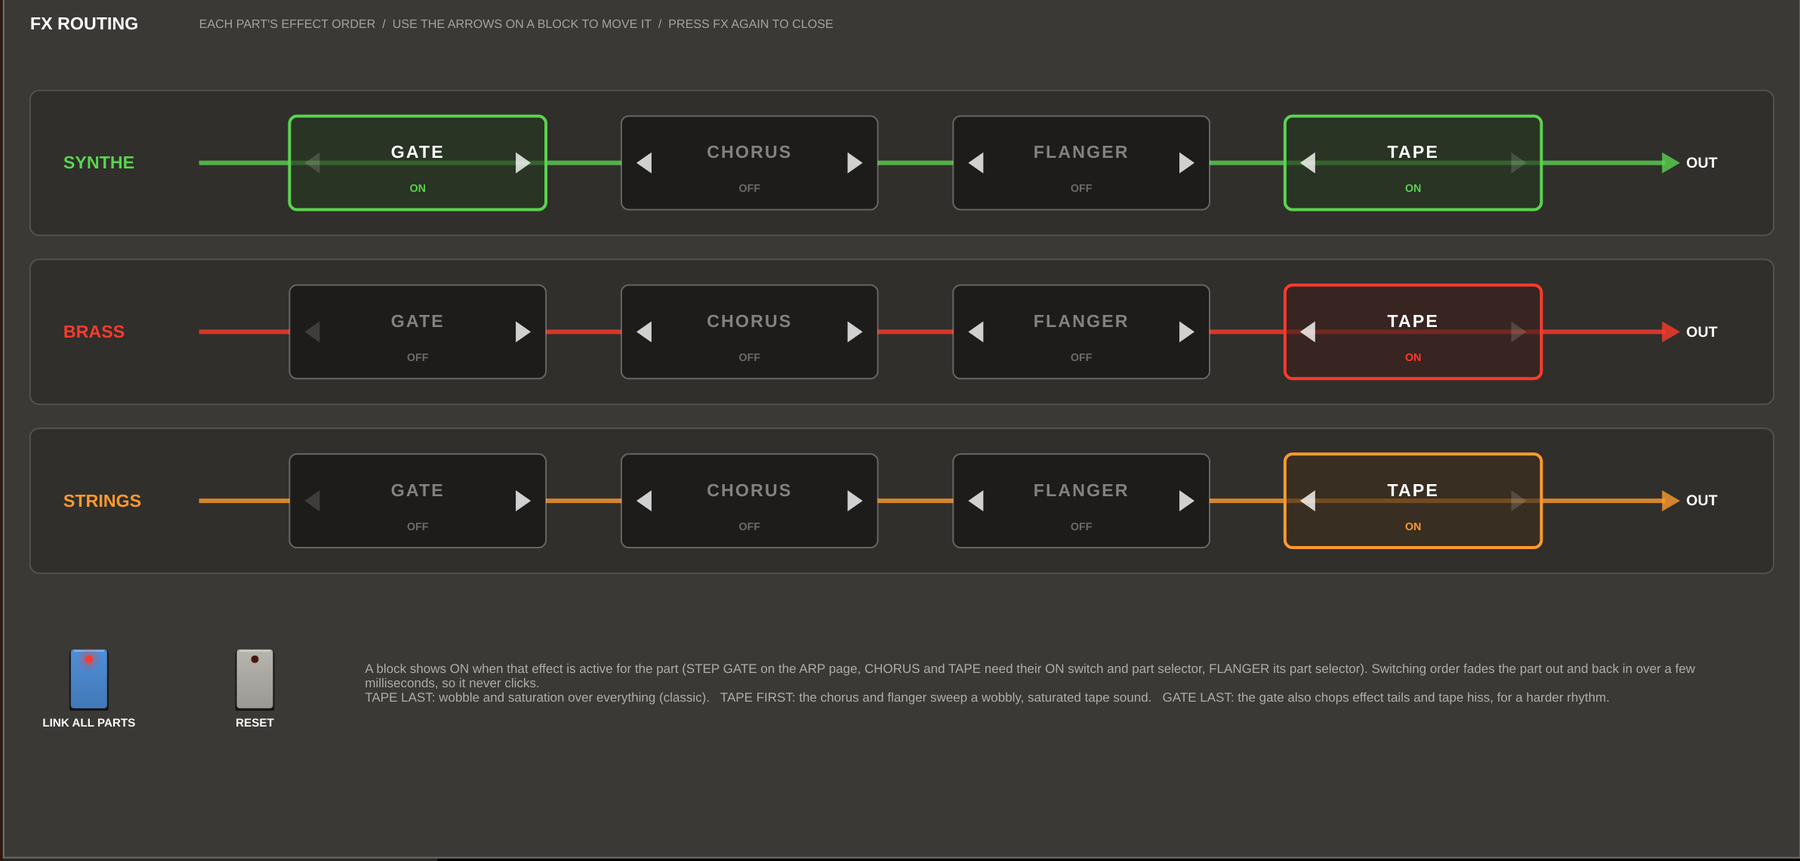 FX ROUTING
EACH PART'S EFFECT ORDER / USE THE ARROWS ON A BLOCK TO MOVE IT / PRESS FX AGAIN TO CLOSE
SYNTHE
GATE
ON
CHORUS
OFF
FLANGER
OFF
TAPE
ON
OUT
BRASS
GATE
OFF
CHORUS
OFF
FLANGER
OFF
TAPE
ON
OUT
STRINGS
GATE
OFF
CHORUS
OFF
FLANGER
OFF
TAPE
ON
OUT
LINK ALL PARTS
RESET
A block shows ON when that effect is active for the part (STEP GATE on the ARP page, CHORUS and TAPE need their ON switch and part selector, FLANGER its part selector). Switching order fades the part out and back in over a few
milliseconds, so it never clicks.
TAPE LAST: wobble and saturation over everything (classic). TAPE FIRST: the chorus and flanger sweep a wobbly, saturated tape sound. GATE LAST: the gate also chops effect tails and tape hiss, for a harder rhythm.